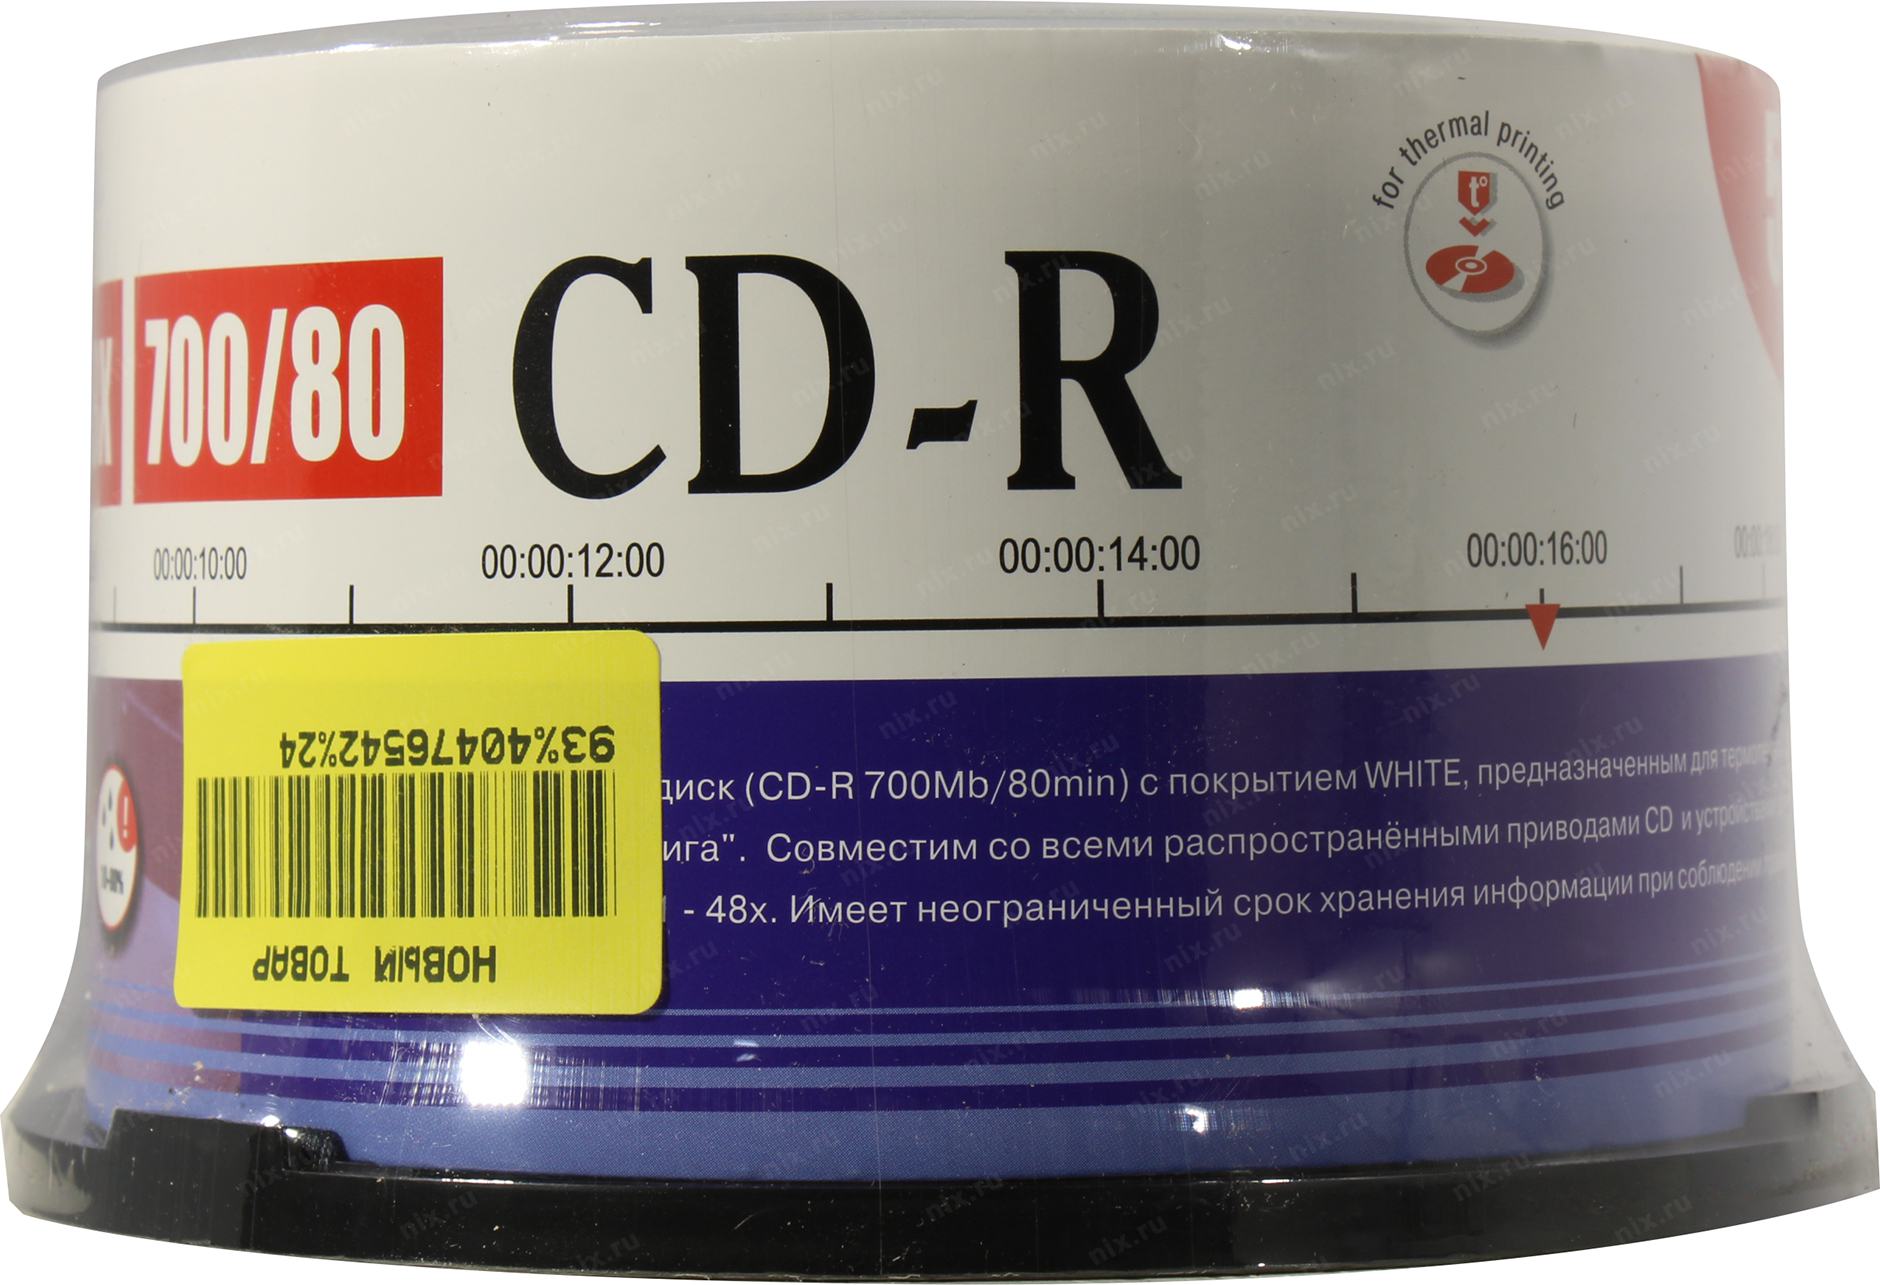 for thermal printing
t°
700/80
CD-R
00:00:10:00
00:00:12:00
00:00:14:00
00:00:16:00
93%404765424%24
НОВЫЙ ТОВАР
диск (CD-R 700Mb/80min) с покрытием WHITE, предназначенным для
". Совместим со всеми распространёнными приводами CD и
- 48x. Имеет неограниченный срок хранения информации при соблюдении
nix.ru